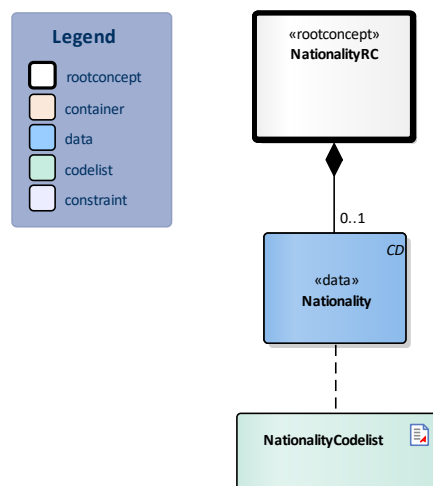 Legend
rootconcept
container
data
codelist
constraint
«rootconcept»
NationalityRC
0..1
CD
«data»
Nationality
NationalityCodelist